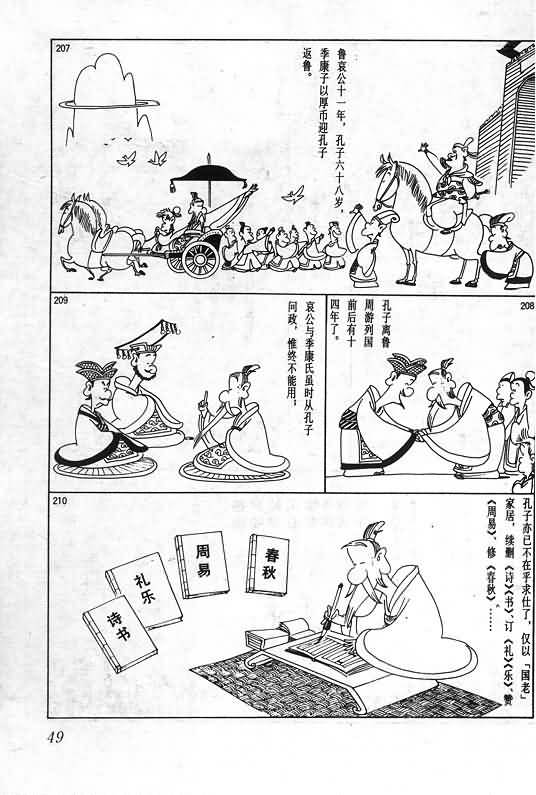 207
鲁哀公十一年，孔子六十八岁，
季康子以厚币迎孔子
返鲁。
208
孔子离鲁
周游列国
前后有十
四年了。
209
哀公与季康氏虽时从孔子
问政，惟终不能用；
210
孔子亦已不在乎求仕了，仅以「国老」
家居，续删《诗》《书》、订《礼》《乐》、赞
《周易》、修《春秋》……
诗书
礼乐
周易
春秋
49